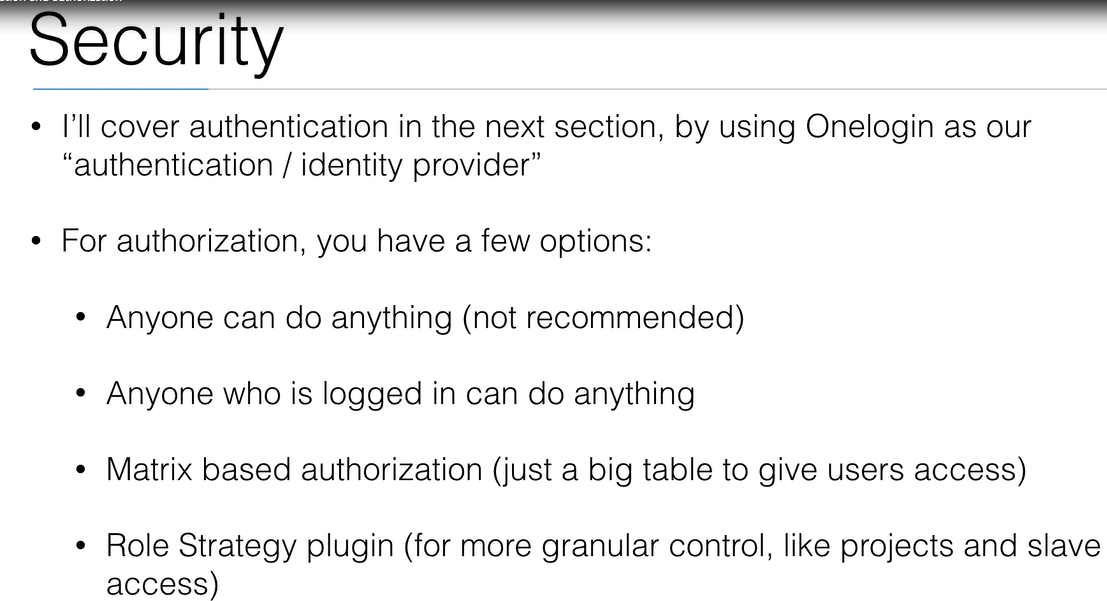 Security
• I’ll cover authentication in the next section, by using Onelogin as our
“authentication / identity provider”
• For authorization, you have a few options:
• Anyone can do anything (not recommended)
• Anyone who is logged in can do anything
• Matrix based authorization (just a big table to give users access)
• Role Strategy plugin (for more granular control, like projects and slave
access)